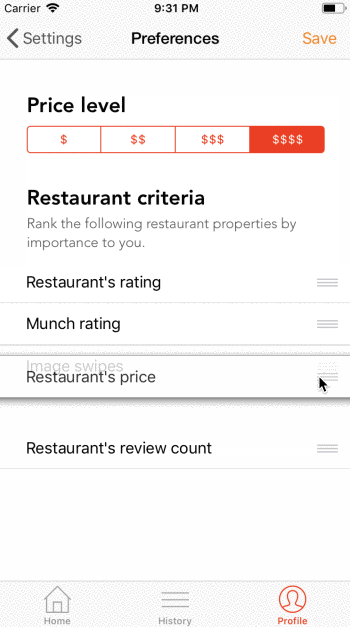 Carrier 9:31 PM
Settings Preferences Save
Price level
$ $$ $$$ $$$$
Restaurant criteria
Rank the following restaurant properties by
importance to you.
Restaurant's rating
Munch rating
Image swipes
Restaurant's price
Restaurant's review count
Home History Profile